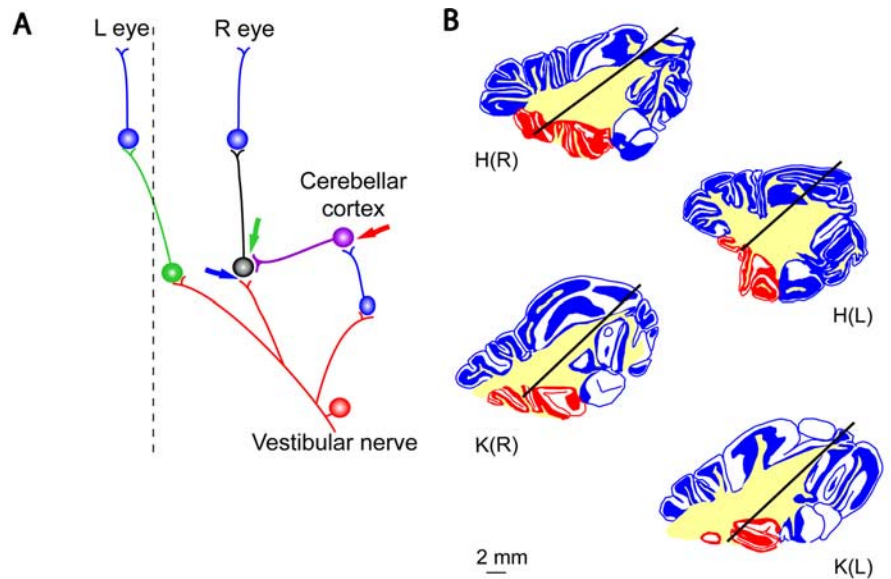 A
L eye
R eye
Cerebellar
cortex
Vestibular nerve
B
H(R)
H(L)
K(R)
K(L)
2 mm